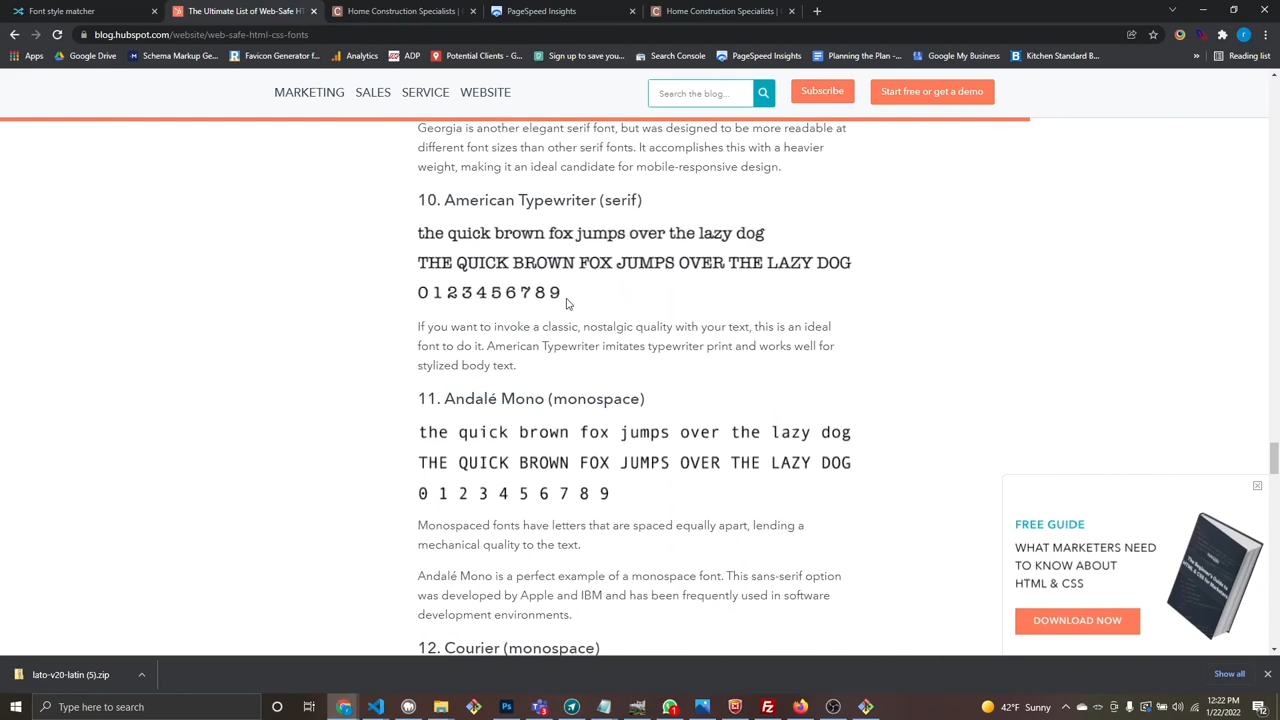 Font style matcher
The Ultimate List of Web-Safe HT
Home Construction Specialists |
PageSpeed Insights
Home Construction Specialists |
blog.hubspot.com/website/web-safe-html-css-fonts
Apps
Google Drive
Schema Markup Ge...
Favicon Generator f...
Analytics
ADP
Potential Clients - G...
Sign up to save you...
Search Console
PageSpeed Insights
Planning the Plan -...
Google My Business
Kitchen Standard B...
»
Reading list
MARKETING SALES SERVICE WEBSITE
Search the blog...
Subscribe
Start free or get a demo
Georgia is another elegant serif font, but was designed to be more readable at
different font sizes than other serif fonts. It accomplishes this with a heavier
weight, making it an ideal candidate for mobile-responsive design.
10. American Typewriter (serif)
the quick brown fox jumps over the lazy dog
THE QUICK BROWN FOX JUMPS OVER THE LAZY DOG
0 1 2 3 4 5 6 7 8 9
If you want to invoke a classic, nostalgic quality with your text, this is an ideal
font to do it. American Typewriter imitates typewriter print and works well for
stylized body text.
11. Andalé Mono (monospace)
the quick brown fox jumps over the lazy dog
THE QUICK BROWN FOX JUMPS OVER THE LAZY DOG
0 1 2 3 4 5 6 7 8 9
Monospaced fonts have letters that are spaced equally apart, lending a
mechanical quality to the text.
Andalé Mono is a perfect example of a monospace font. This sans-serif option
was developed by Apple and IBM and has been frequently used in software
development environments.
12. Courier (monospace)
FREE GUIDE
WHAT MARKETERS NEED
TO KNOW ABOUT
HTML & CSS
DOWNLOAD NOW
lato-v20-latin (5).zip
Show all
Type here to search
42°F Sunny
12:22 PM
1/22/2022